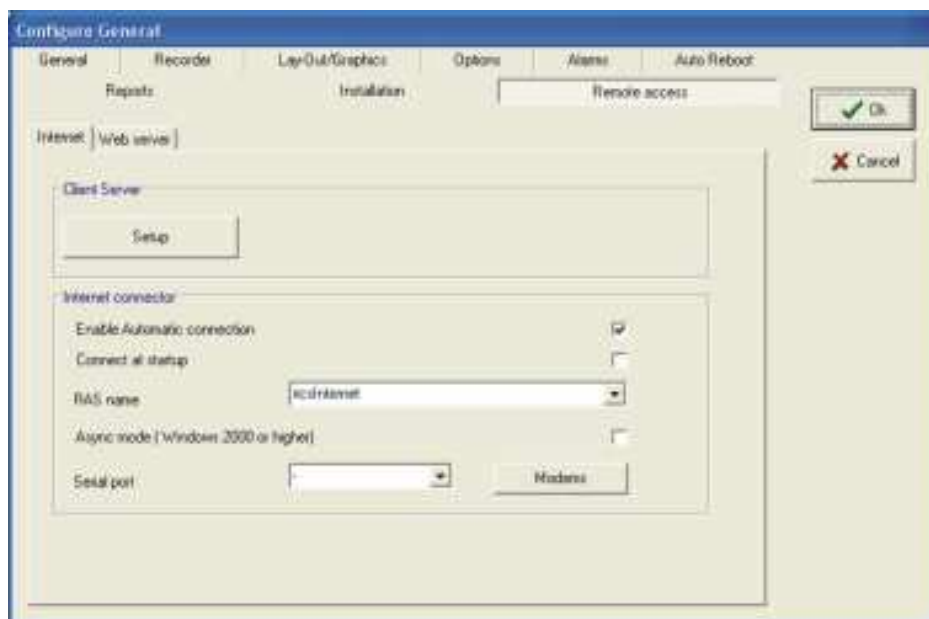 Configure General
General Recorder Lay-Out/Graphics Options Alarms Auto Reboot
Reports Installation Remote access
Ok
Cancel
Internet Web server
Client Server
Setup
Internet connector
Enable Automatic connection
Connect at startup
RAS name
Async mode ( Windows 2000 or higher)
Serial port - Modems